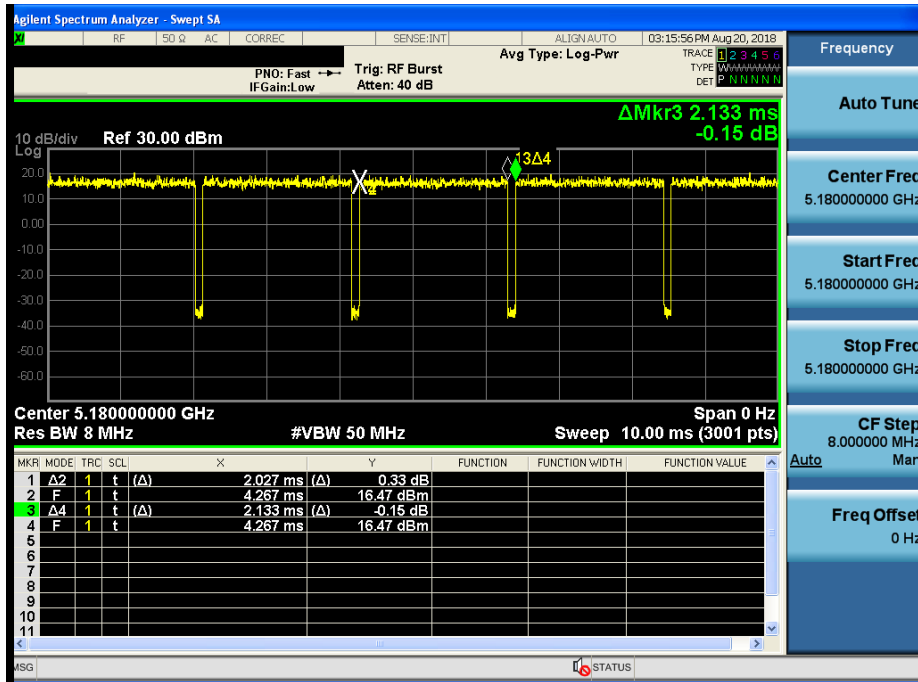 Agilent Spectrum Analyzer - Swept SA
XI RF 50 Ω AC CORREC SENSE:INT ALIGN AUTO 03:15:56 PM Aug 20, 2018
PNO: Fast
IFGain:Low
Trig: RF Burst
Atten: 40 dB
Avg Type: Log-Pwr
TRACE 1 2 3 4 5 6
TYPE W
DET P N N N N N
ΔMkr3 2.133 ms
-0.15 dB
10 dB/div Ref 30.00 dBm
Log
20.0
10.0
0.00
-10.0
-20.0
-30.0
-40.0
-50.0
-60.0
13Δ4
Center 5.180000000 GHz Span 0 Hz
Res BW 8 MHz #VBW 50 MHz Sweep 10.00 ms (3001 pts)
MKR MODE TRC SCL X Y FUNCTION FUNCTION WIDTH FUNCTION VALUE
1 Δ2 1 t (Δ) 2.027 ms (Δ) 0.33 dB
2 F 1 t 4.267 ms 16.47 dBm
3 Δ4 1 t (Δ) 2.133 ms (Δ) -0.15 dB
4 F 1 t 4.267 ms 16.47 dBm
5
6
7
8
9
10
11
MSG STATUS
Frequency
Auto Tune
Center Freq
5.180000000 GHz
Start Freq
5.180000000 GHz
Stop Freq
5.180000000 GHz
CF Step
8.000000 MHz
Auto Man
Freq Offset
0 Hz